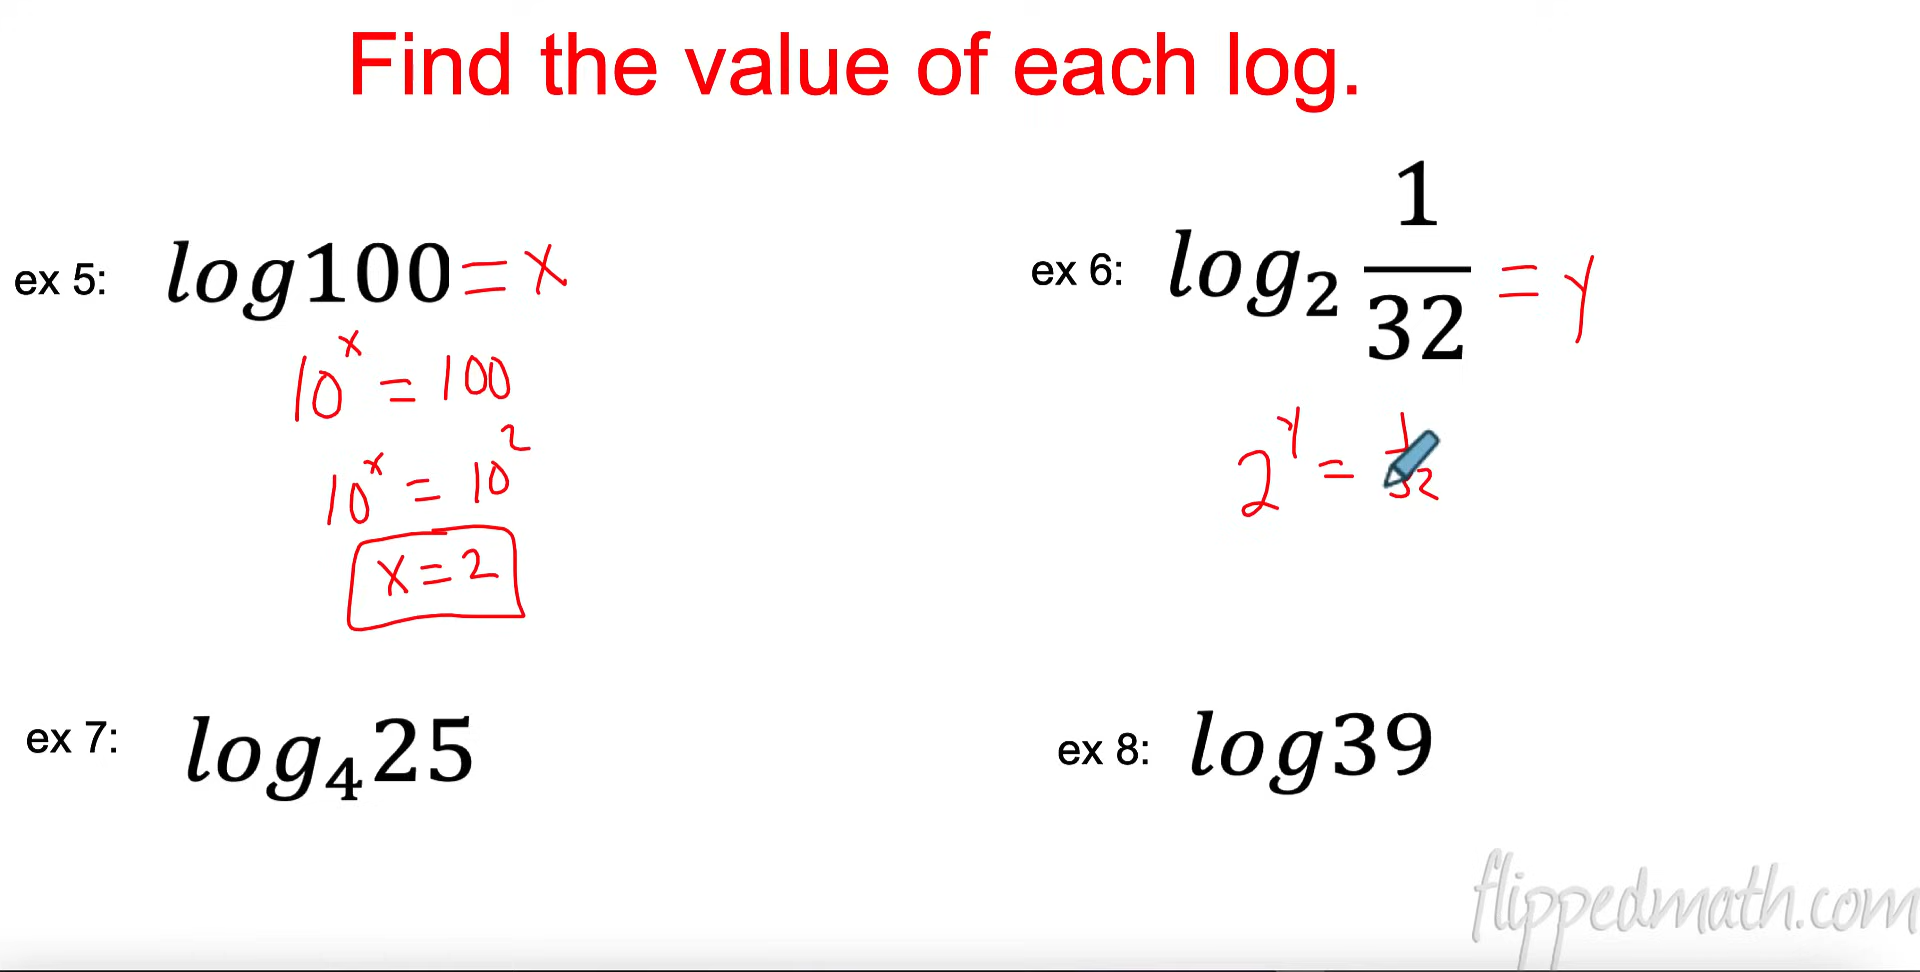 Find the value of each log.
ex 5: log100 = x
10^x = 100
10^x = 10^2
x = 2
ex 6: log₂ 1/32 = y
2^y = 1/32
ex 7: log₄25
ex 8: log39
flippedmath.com